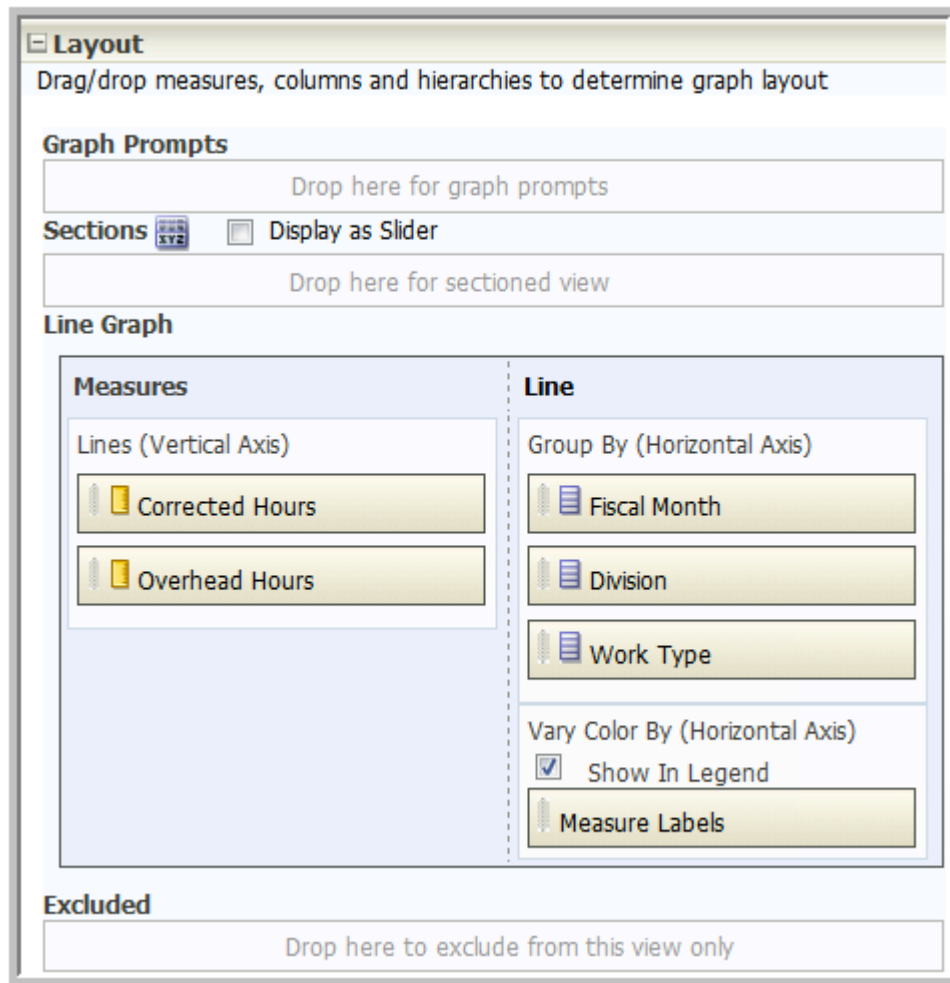 Layout
Drag/drop measures, columns and hierarchies to determine graph layout
Graph Prompts
Drop here for graph prompts
Sections XYZ Display as Slider
Drop here for sectioned view
Line Graph
Measures
Lines (Vertical Axis)
Corrected Hours
Overhead Hours
Line
Group By (Horizontal Axis)
Fiscal Month
Division
Work Type
Vary Color By (Horizontal Axis)
Show In Legend
Measure Labels
Excluded
Drop here to exclude from this view only